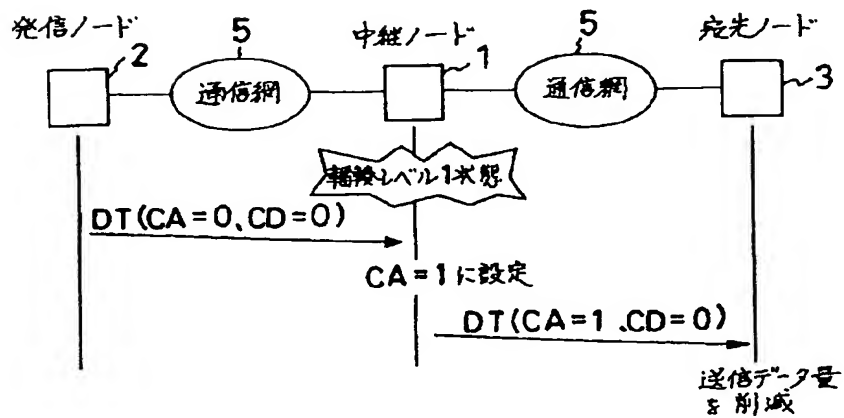 発信ノード
2
5
通信網
中継ノード
1
5
通信網
宛先ノード
3
輻輳レベル1状態
DT(CA=0、CD=0)
CA=1に設定
DT(CA=1、CD=0)
送信データ量
を削減